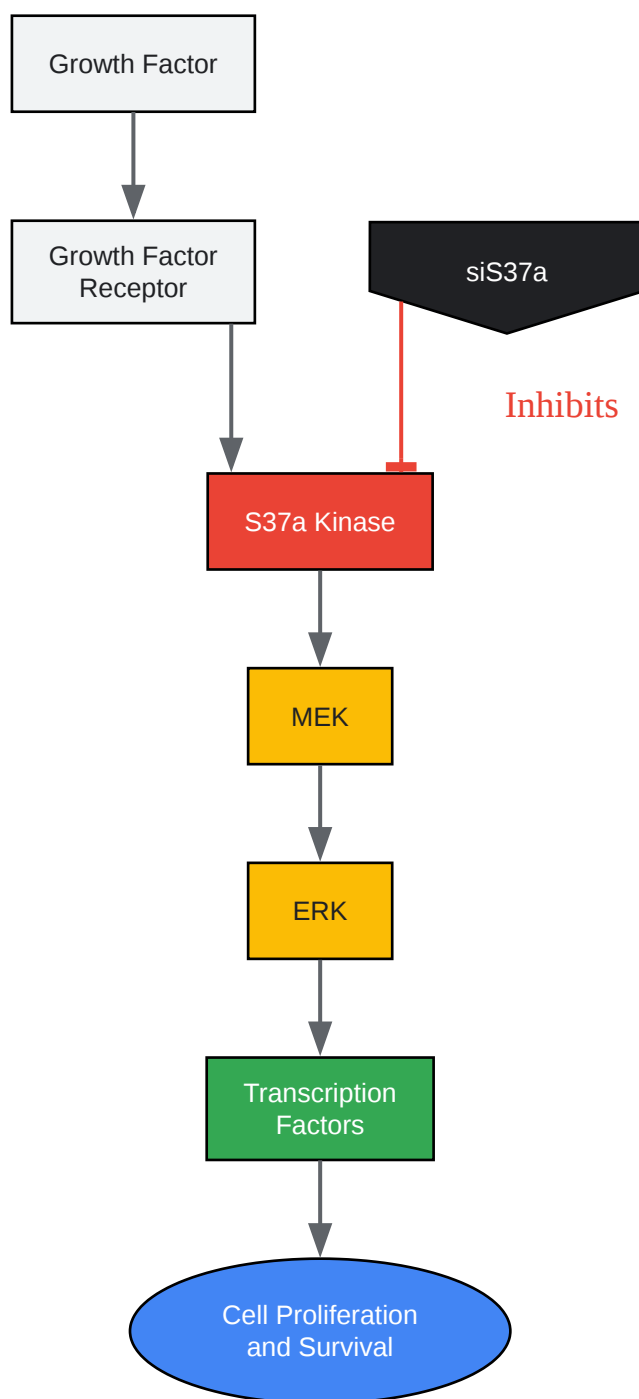 Growth Factor
Growth Factor
Receptor
siS37a
Inhibits
S37a Kinase
MEK
ERK
Transcription
Factors
Cell Proliferation
and Survival